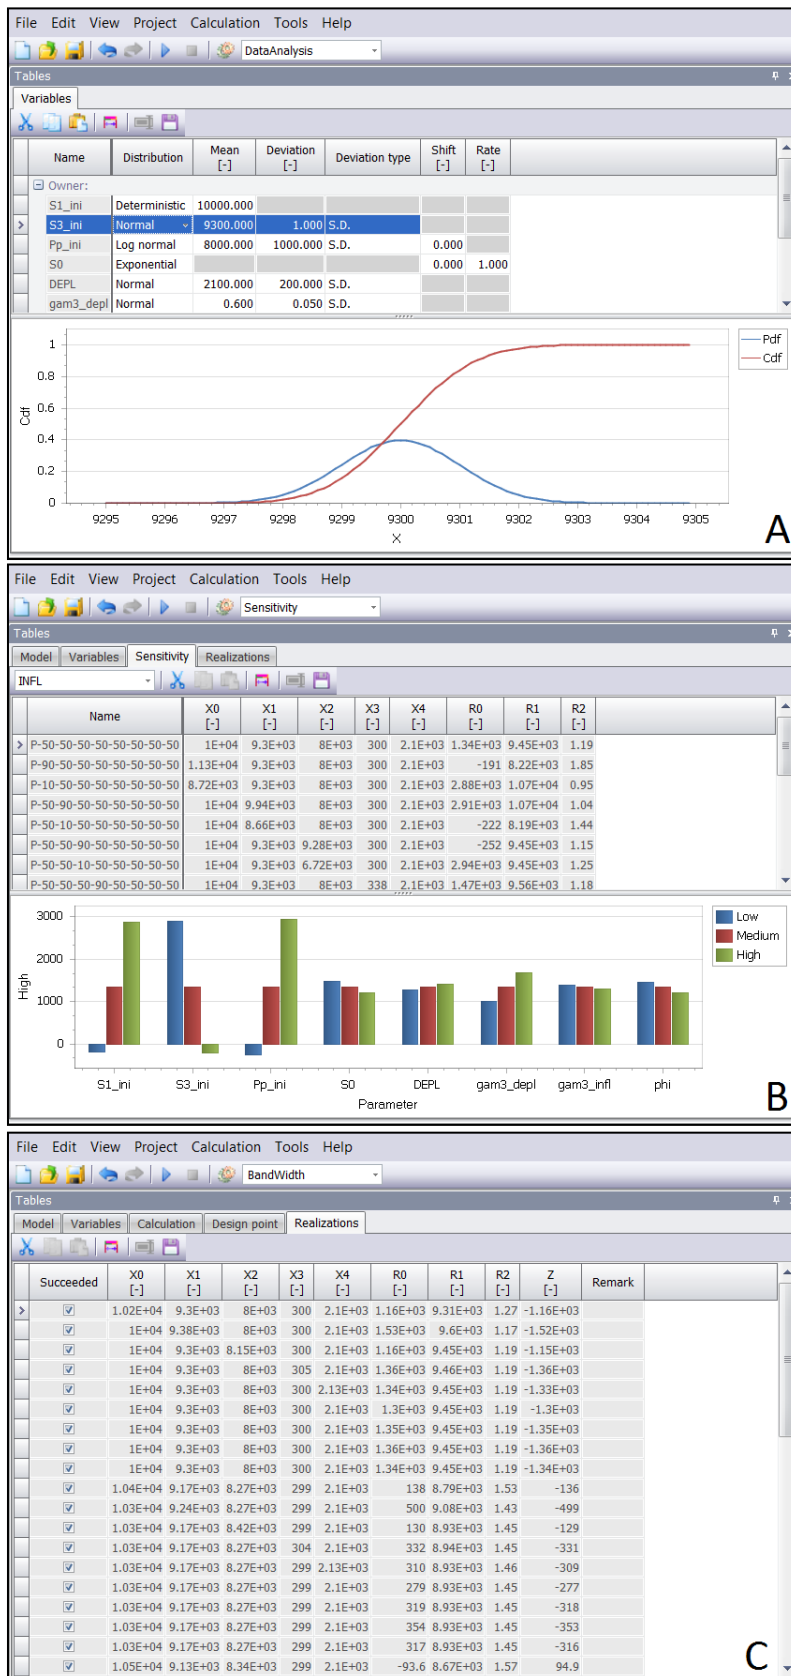 File Edit View Project Calculation Tools Help
DataAnalysis
Tables
Variables
Name Distribution Mean [-] Deviation [-] Deviation type Shift [-] Rate [-]
Owner:
S1_ini Deterministic 10000.000
S3_ini Normal 9300.000 1.000 S.D.
Pp_ini Log normal 8000.000 1000.000 S.D. 0.000
S0 Exponential 0.000 1.000
DEPL Normal 2100.000 200.000 S.D.
gam3_depl Normal 0.600 0.050 S.D.
1
0.8
0.6
0.4
0.2
0
Cdf
9295 9296 9297 9298 9299 9300 9301 9302 9303 9304 9305
X
Pdf
Cdf
A
File Edit View Project Calculation Tools Help
Sensitivity
Tables
Model Variables Sensitivity Realizations
INFL
Name X0 [-] X1 [-] X2 [-] X3 [-] X4 [-] R0 [-] R1 [-] R2 [-]
P-50-50-50-50-50-50-50-50 1E+04 9.3E+03 8E+03 300 2.1E+03 1.34E+03 9.45E+03 1.19
P-90-50-50-50-50-50-50-50 1.13E+04 9.3E+03 8E+03 300 2.1E+03 -191 8.22E+03 1.85
P-10-50-50-50-50-50-50-50 8.72E+03 9.3E+03 8E+03 300 2.1E+03 2.88E+03 1.07E+04 0.95
P-50-90-50-50-50-50-50-50 1E+04 9.94E+03 8E+03 300 2.1E+03 2.91E+03 1.07E+04 1.04
P-50-10-50-50-50-50-50-50 1E+04 8.66E+03 8E+03 300 2.1E+03 -222 8.19E+03 1.44
P-50-50-90-50-50-50-50-50 1E+04 9.3E+03 9.28E+03 300 2.1E+03 -252 9.45E+03 1.15
P-50-50-10-50-50-50-50-50 1E+04 9.3E+03 6.72E+03 300 2.1E+03 2.94E+03 9.45E+03 1.25
P-50-50-50-90-50-50-50-50 1E+04 9.3E+03 8E+03 338 2.1E+03 1.47E+03 9.56E+03 1.18
3000
2000
1000
0
High
S1_ini S3_ini Pp_ini S0 DEPL gam3_depl gam3_infl phi
Parameter
Low
Medium
High
B
File Edit View Project Calculation Tools Help
BandWidth
Tables
Model Variables Calculation Design point Realizations
Succeeded X0 [-] X1 [-] X2 [-] X3 [-] X4 [-] R0 [-] R1 [-] R2 [-] Z [-] Remark
1.02E+04 9.3E+03 8E+03 300 2.1E+03 1.16E+03 9.31E+03 1.27 -1.16E+03
1E+04 9.38E+03 8E+03 300 2.1E+03 1.53E+03 9.6E+03 1.17 -1.52E+03
1E+04 9.3E+03 8.15E+03 300 2.1E+03 1.16E+03 9.45E+03 1.19 -1.15E+03
1E+04 9.3E+03 8E+03 305 2.1E+03 1.36E+03 9.46E+03 1.19 -1.36E+03
1E+04 9.3E+03 8E+03 300 2.13E+03 1.34E+03 9.45E+03 1.19 -1.33E+03
1E+04 9.3E+03 8E+03 300 2.1E+03 1.3E+03 9.45E+03 1.19 -1.3E+03
1E+04 9.3E+03 8E+03 300 2.1E+03 1.35E+03 9.45E+03 1.19 -1.35E+03
1E+04 9.3E+03 8E+03 300 2.1E+03 1.36E+03 9.45E+03 1.19 -1.36E+03
1E+04 9.3E+03 8E+03 300 2.1E+03 1.34E+03 9.45E+03 1.19 -1.34E+03
1.04E+04 9.17E+03 8.27E+03 299 2.1E+03 138 8.79E+03 1.53 -136
1.03E+04 9.24E+03 8.27E+03 299 2.1E+03 500 9.08E+03 1.43 -499
1.03E+04 9.17E+03 8.42E+03 299 2.1E+03 130 8.93E+03 1.45 -129
1.03E+04 9.17E+03 8.27E+03 304 2.1E+03 332 8.94E+03 1.45 -331
1.03E+04 9.17E+03 8.27E+03 299 2.13E+03 310 8.93E+03 1.46 -309
1.03E+04 9.17E+03 8.27E+03 299 2.1E+03 279 8.93E+03 1.45 -277
1.03E+04 9.17E+03 8.27E+03 299 2.1E+03 319 8.93E+03 1.45 -318
1.03E+04 9.17E+03 8.27E+03 299 2.1E+03 354 8.93E+03 1.45 -353
1.03E+04 9.17E+03 8.27E+03 299 2.1E+03 317 8.93E+03 1.45 -316
1.05E+04 9.13E+03 8.34E+03 299 2.1E+03 -93.6 8.67E+03 1.57 94.9
C